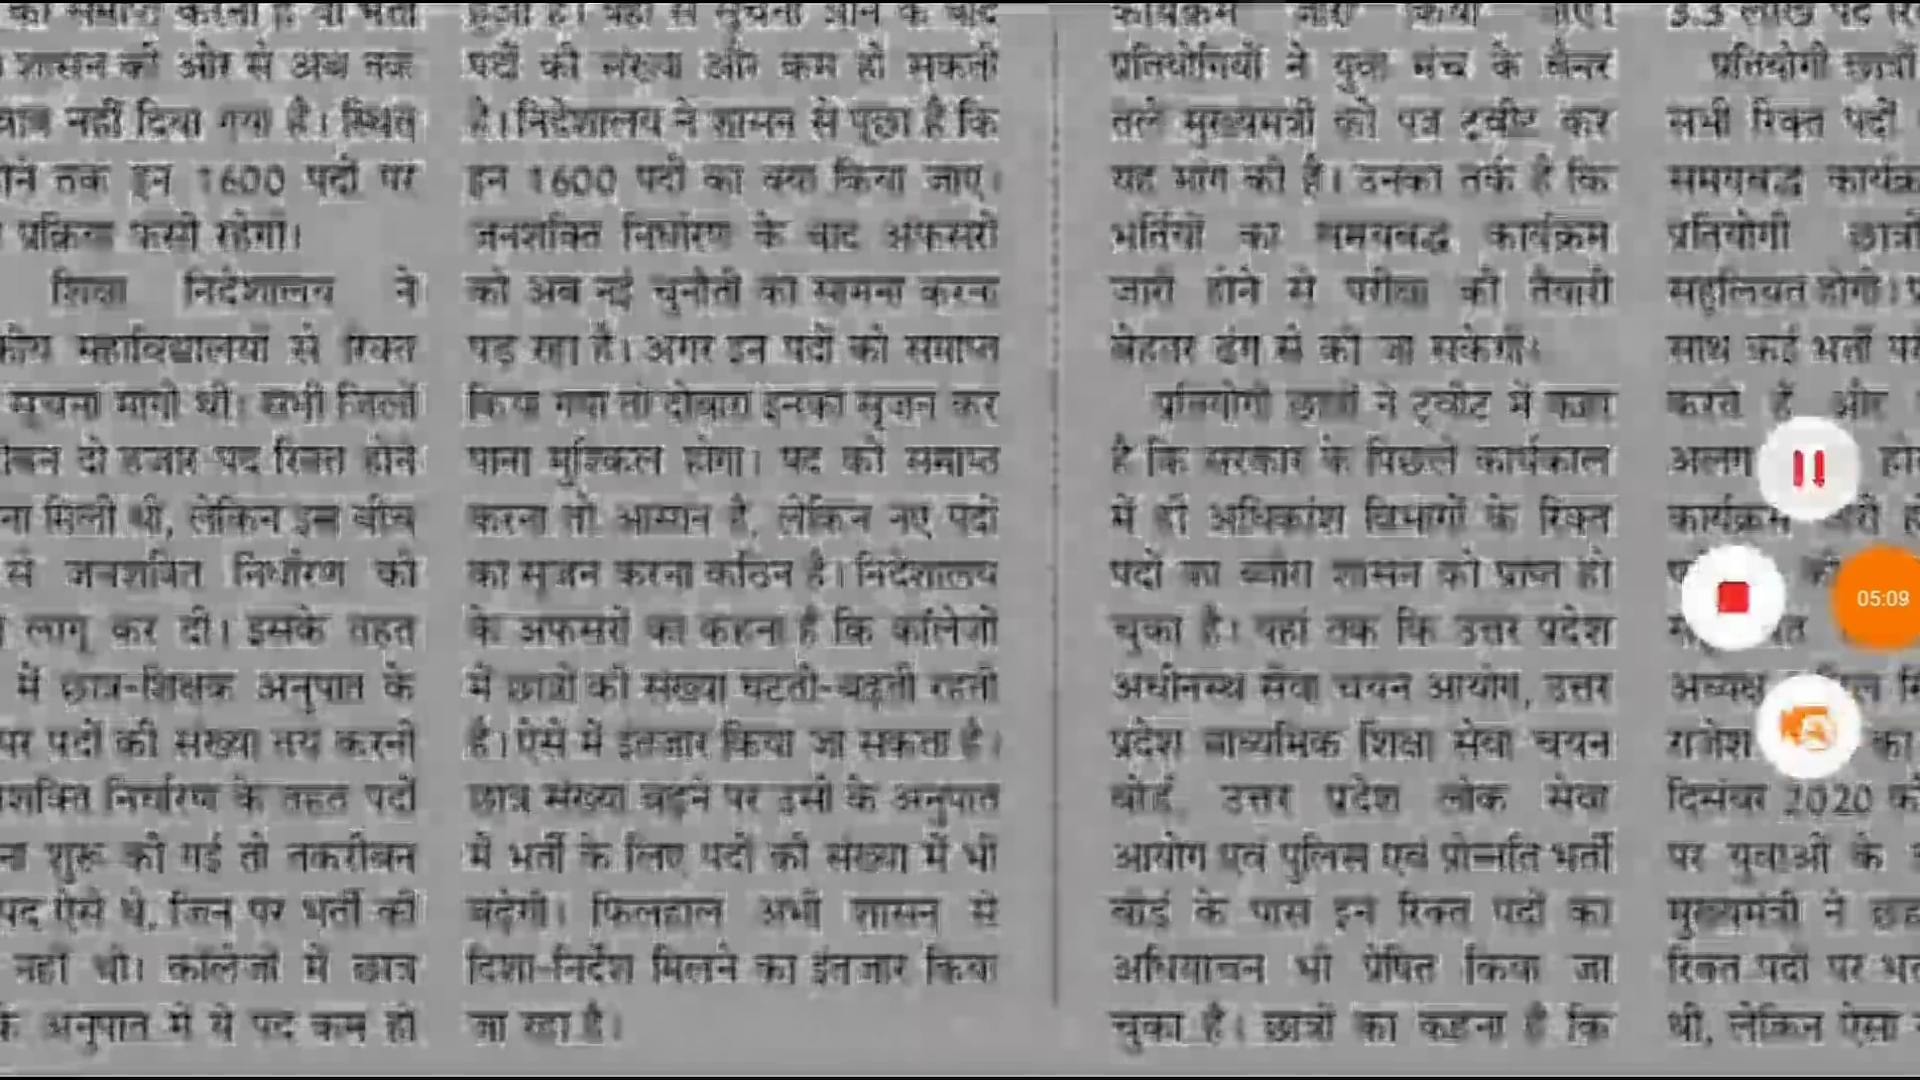 शासन की ओर से अब तक
नहीं दिया गया है। स्थिति
तक इन 1600 पदों पर
प्रक्रिया फंसी रहेगी।
शिक्षा निदेशालय ने
महाविद्यालयों से रिक्त
सूचना मांगी थी। सभी जिलों
दो हजार पद रिक्त होने
मिली थी, लेकिन इस बीच
से जनशक्ति निर्धारण की
लागू कर दी। इसके तहत
में छात्र-शिक्षक अनुपात के
पर पदों की संख्या तय करनी
निर्धारण के तहत पदों
शुरू की गई तो तकरीबन
पद ऐसे थे, जिन पर भर्ती की
नहीं थी। कॉलेजों में छात्र
अनुपात में ये पद कम हो
पदों की संख्या और कम हो सकती
है। निदेशालय ने शासन से पूछा है कि
इन 1600 पदों का क्या किया जाए।
जनशक्ति निर्धारण के बाद अफसरों
को अब नई चुनौती का सामना करना
पड़ रहा है। अगर इन पदों को समाप्त
किया गया तो दोबारा इनका सृजन कर
पाना मुश्किल होगा। पद को समाप्त
करना तो आसान है, लेकिन नए पदों
का सृजन करना कठिन है। निदेशालय
के अफसरों का कहना है कि कॉलेजों
में छात्रों की संख्या घटती-बढ़ती रहती
है। ऐसे में इंतजार किया जा सकता है।
छात्र संख्या बढ़ने पर उसी के अनुपात
में भर्ती के लिए पदों की संख्या में भी
बढ़ेगी। फिलहाल अभी शासन से
दिशा-निर्देश मिलने का इंतजार किया
जा रहा है।
कार्यक्रम जारी किया जाए।
प्रतियोगियों ने युवा मंच के बैनर
तले मुख्यमंत्री को पत्र ट्वीट कर
यह मांग की है। उनका तर्क है कि
भर्तियों का समयबद्ध कार्यक्रम
जारी होने से परीक्षा की तैयारी
बेहतर ढंग से की जा सकेगी।
प्रतियोगी छात्रों ने ट्वीट में कहा
है कि सरकार के पिछले कार्यकाल
में ही अधिकांश विभागों के रिक्त
पदों का ब्योरा शासन को प्राप्त हो
चुका है। यहां तक कि उत्तर प्रदेश
अधीनस्थ सेवा चयन आयोग, उत्तर
प्रदेश माध्यमिक शिक्षा सेवा चयन
बोर्ड, उत्तर प्रदेश लोक सेवा
आयोग एवं पुलिस एवं प्रोन्नति भर्ती
बोर्ड के पास इन रिक्त पदों का
अधियाचन भी प्रेषित किया जा
चुका है। छात्रों का कहना है कि
3.3 लाख पद
प्रतियोगी छात्रों
सभी रिक्त पदों
समयबद्ध
प्रतियोगी छात्रों
सहूलियत होगी।
साथ कई भर्ती
करते हैं और
अलग
कार्यक्रम
अध्यक्ष
राजेश
दिसंबर 2020
पर युवाओं के
मुख्यमंत्री ने
रिक्त पदों पर
थी, लेकिन ऐसा
05:09